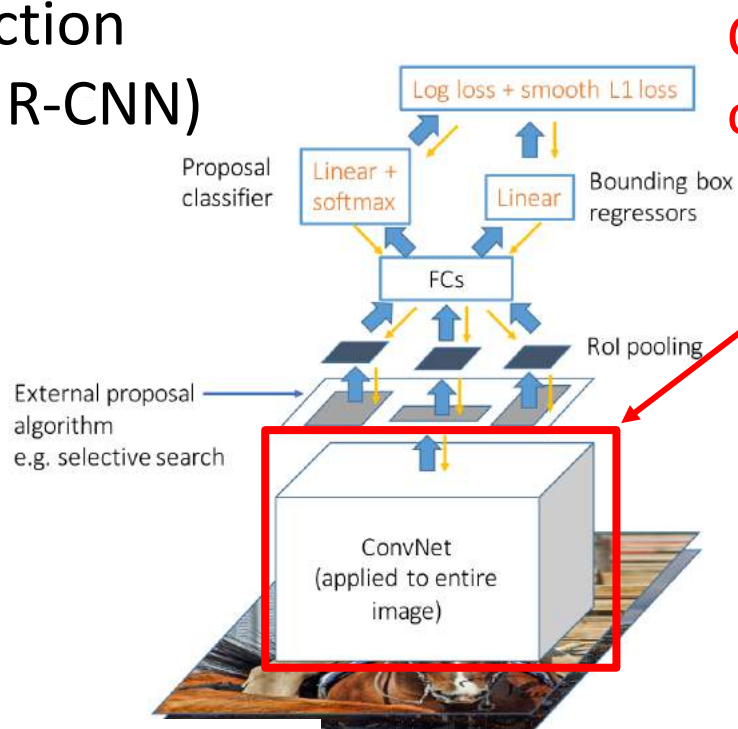 ction
R-CNN)
Log loss + smooth L1 loss
Proposal
classifier
Linear +
softmax
Linear
Bounding box
regressors
FCs
RoI pooling
External proposal
algorithm
e.g. selective search
ConvNet
(applied to entire
image)